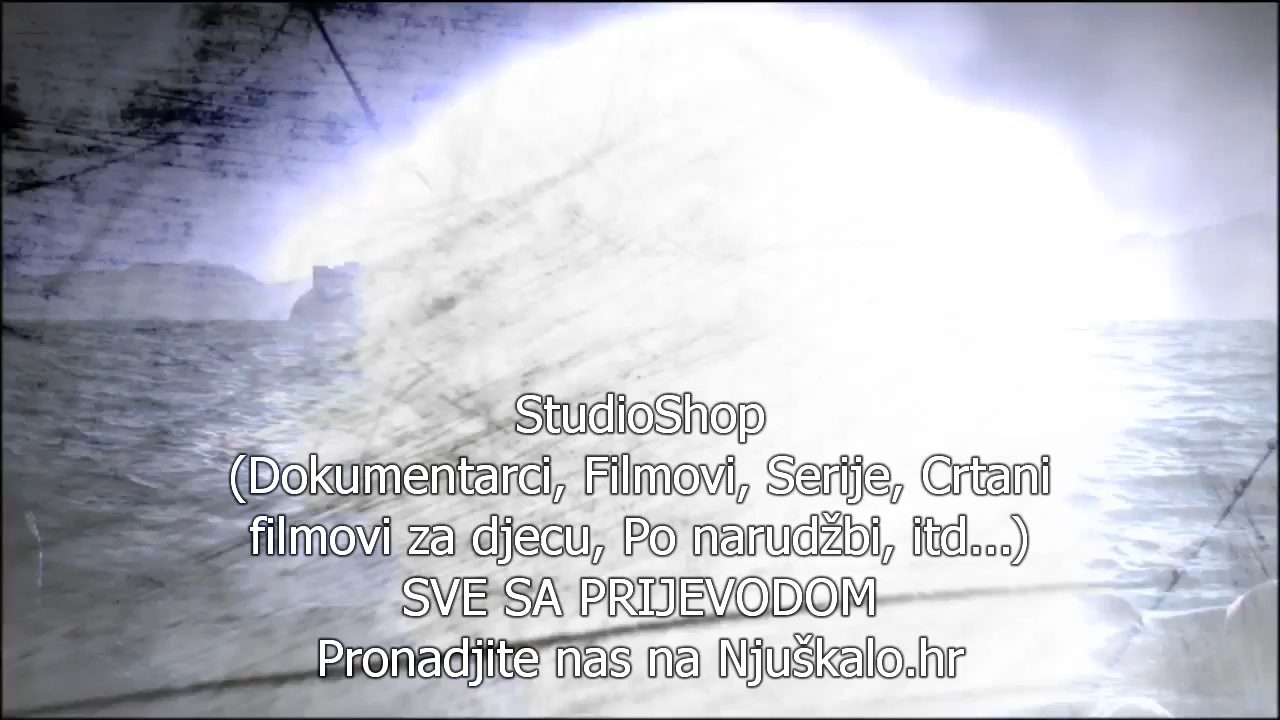 StudioShop
(Dokumentarci, Filmovi, Serije, Crtani
filmovi za djecu, Po narudžbi, itd...)
SVE SA PRIJEVODOM
Pronadjite nas na Njuškalo.hr